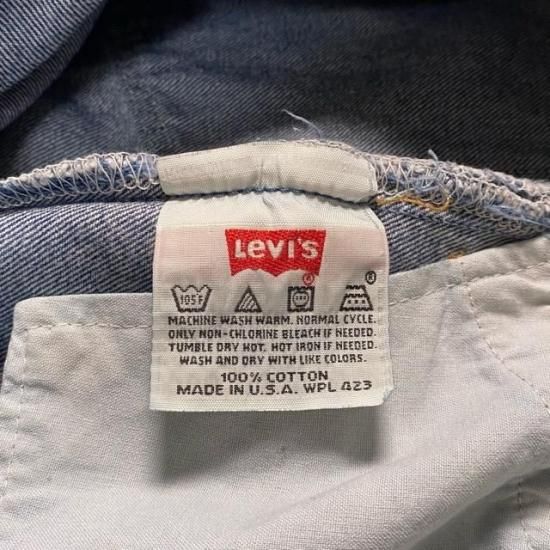 Levi's
®
®
105°F
MACHINE WASH WARM. NORMAL CYCLE.
ONLY NON-CHLORINE BLEACH IF NEEDED.
TUMBLE DRY HOT. HOT IRON IF NEEDED.
WASH AND DRY WITH LIKE COLORS.
100% COTTON
MADE IN U.S.A. WPL 423